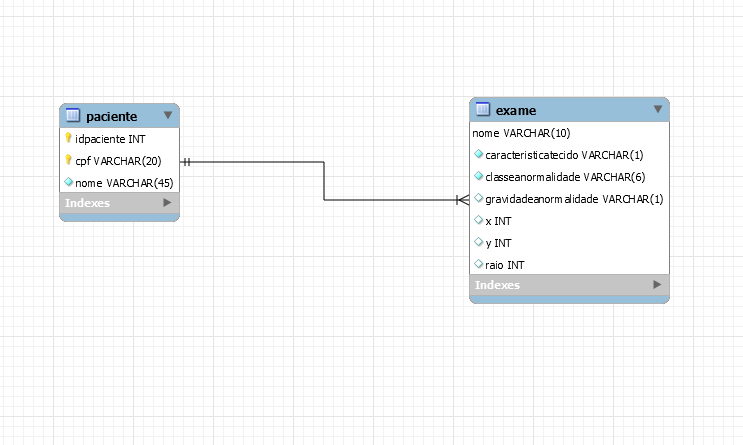 paciente
idpaciente INT
cpf VARCHAR(20)
nome VARCHAR(45)
Indexes
exame
nome VARCHAR(10)
caracteristicatecido VARCHAR(1)
classeanormalidade VARCHAR(6)
gravidadeanormalidade VARCHAR(1)
x INT
y INT
raio INT
Indexes